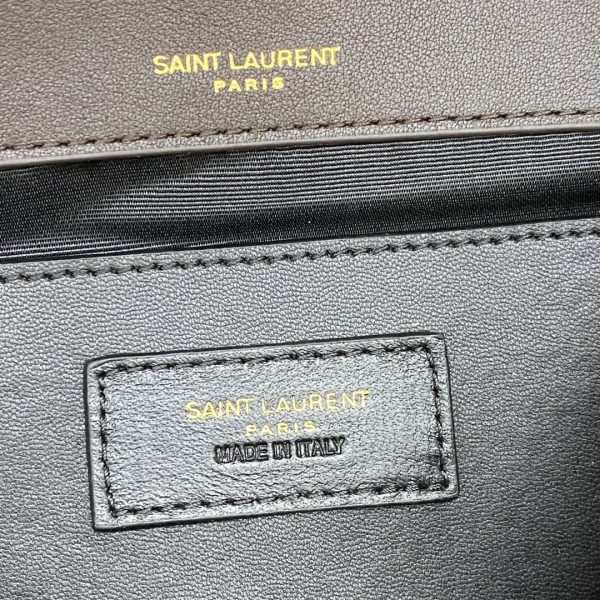 SAINT LAURENT
PARIS
SAINT LAURENT
PARIS
MADE IN ITALY